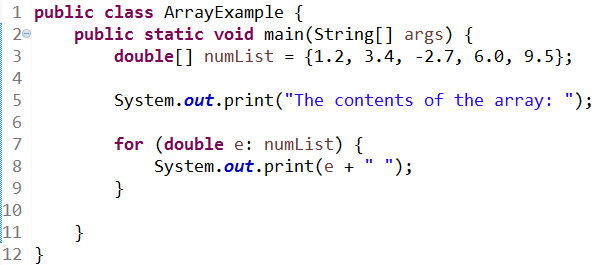 1 public class ArrayExample {
2     public static void main(String[] args) {
3         double[] numList = {1.2, 3.4, -2.7, 6.0, 9.5};
4
5         System.out.print("The contents of the array: ");
6
7         for (double e: numList) {
8             System.out.print(e + " ");
9         }
10
11     }
12 }